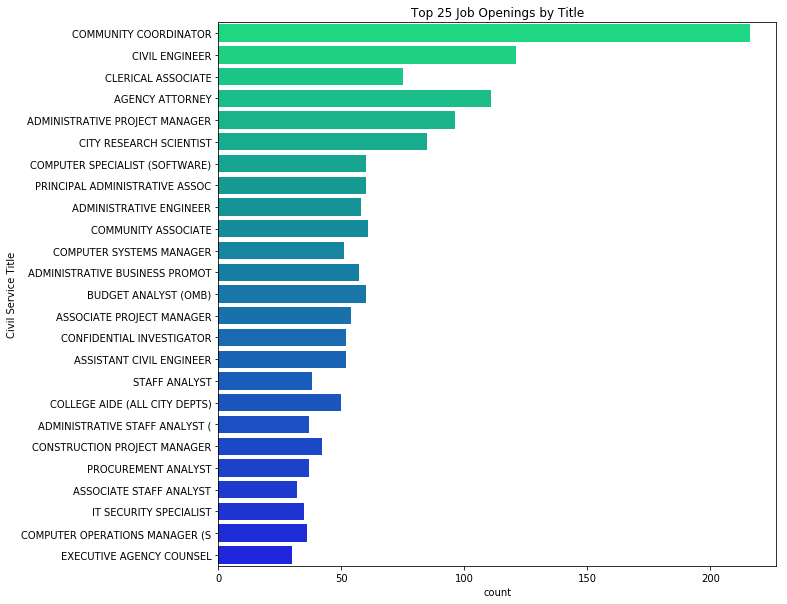 Top 25 Job Openings by Title
COMMUNITY COORDINATOR
CIVIL ENGINEER
CLERICAL ASSOCIATE
AGENCY ATTORNEY
ADMINISTRATIVE PROJECT MANAGER
CITY RESEARCH SCIENTIST
COMPUTER SPECIALIST (SOFTWARE)
PRINCIPAL ADMINISTRATIVE ASSOC
ADMINISTRATIVE ENGINEER
COMMUNITY ASSOCIATE
COMPUTER SYSTEMS MANAGER
ADMINISTRATIVE BUSINESS PROMOT
BUDGET ANALYST (OMB)
ASSOCIATE PROJECT MANAGER
CONFIDENTIAL INVESTIGATOR
ASSISTANT CIVIL ENGINEER
STAFF ANALYST
COLLEGE AIDE (ALL CITY DEPTS)
ADMINISTRATIVE STAFF ANALYST (
CONSTRUCTION PROJECT MANAGER
PROCUREMENT ANALYST
ASSOCIATE STAFF ANALYST
IT SECURITY SPECIALIST
COMPUTER OPERATIONS MANAGER (S
EXECUTIVE AGENCY COUNSEL
Civil Service Title
0 50 100 150 200
count